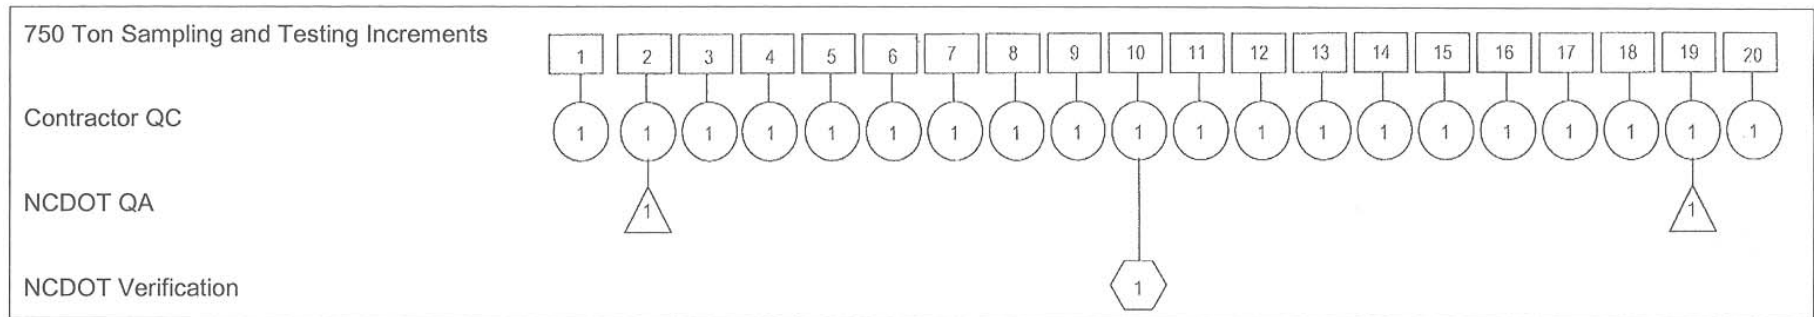 750 Ton Sampling and Testing Increments
1 2 3 4 5 6 7 8 9 10 11 12 13 14 15 16 17 18 19 20
Contractor QC
1 1 1 1 1 1 1 1 1 1 1 1 1 1 1 1 1 1 1 1
NCDOT QA
1 1
NCDOT Verification
1